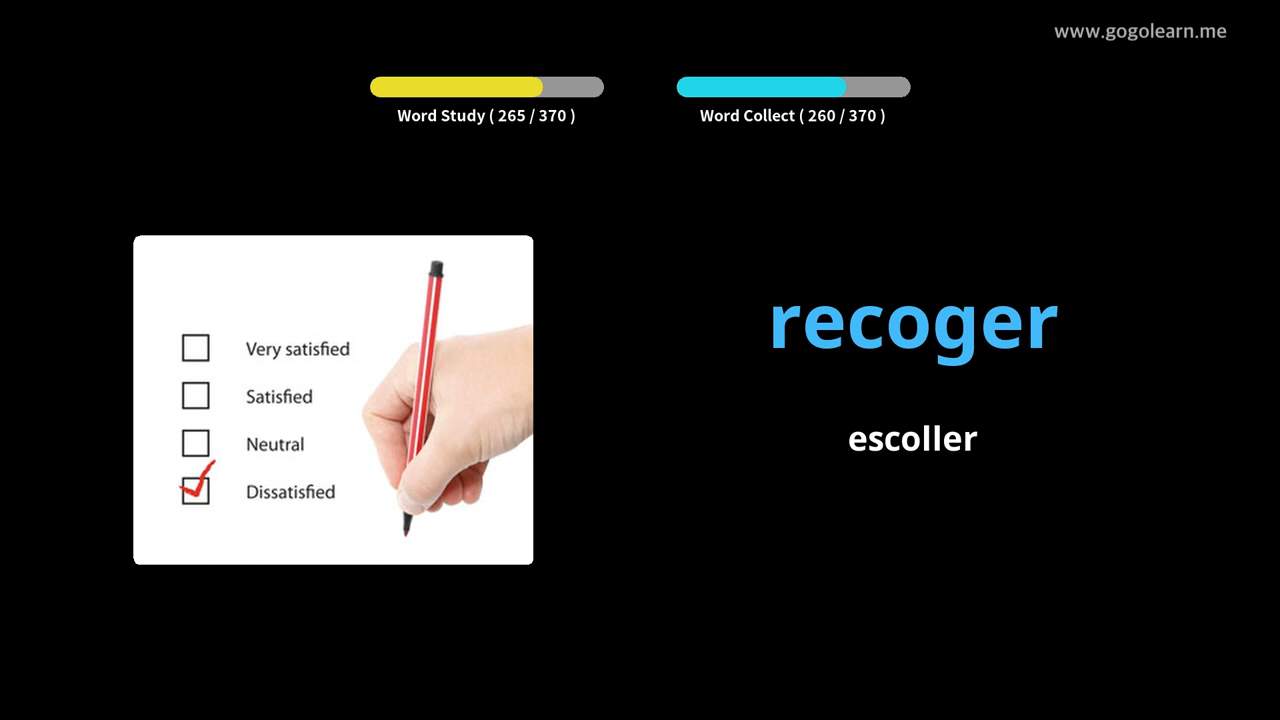 www.gogolearn.me
Word Study ( 265 / 370 )
Word Collect ( 260 / 370 )
Very satisfied
Satisfied
Neutral
Dissatisfied
recoger
escoller